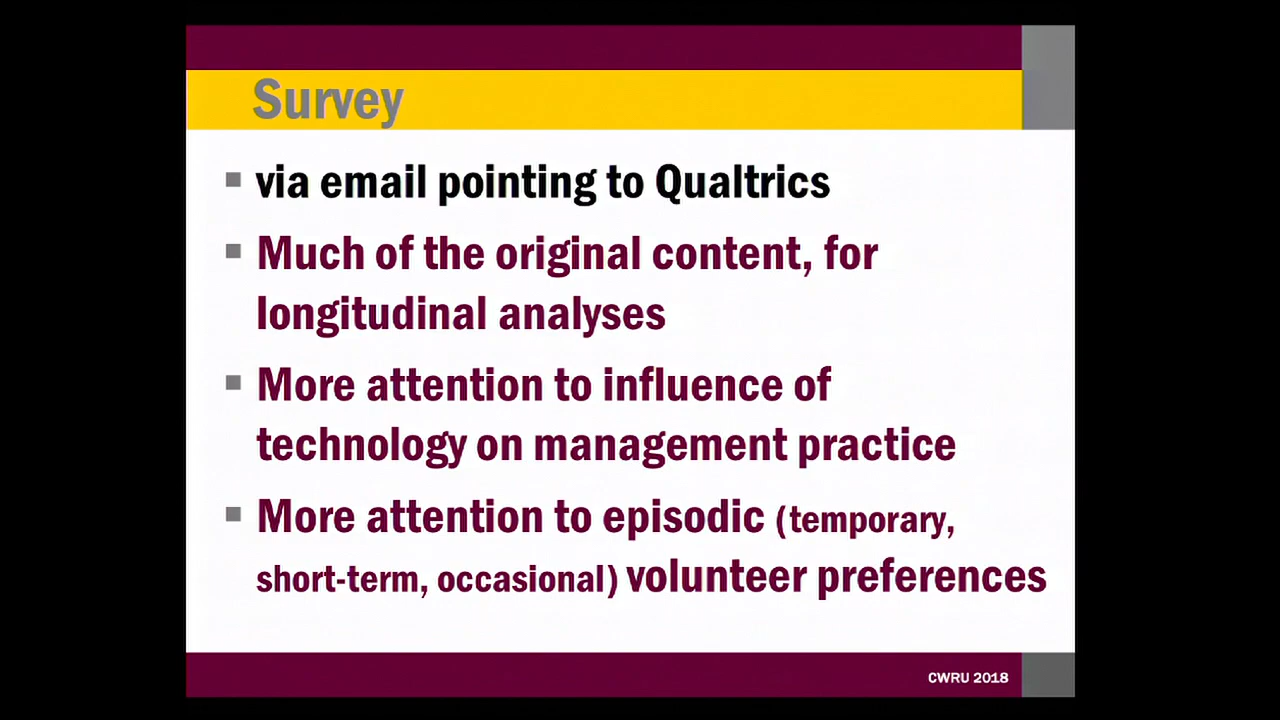 Survey
via email pointing to Qualtrics
Much of the original content, for
longitudinal analyses
More attention to influence of
technology on management practice
More attention to episodic (temporary,
short-term, occasional) volunteer preferences
CWRU 2018